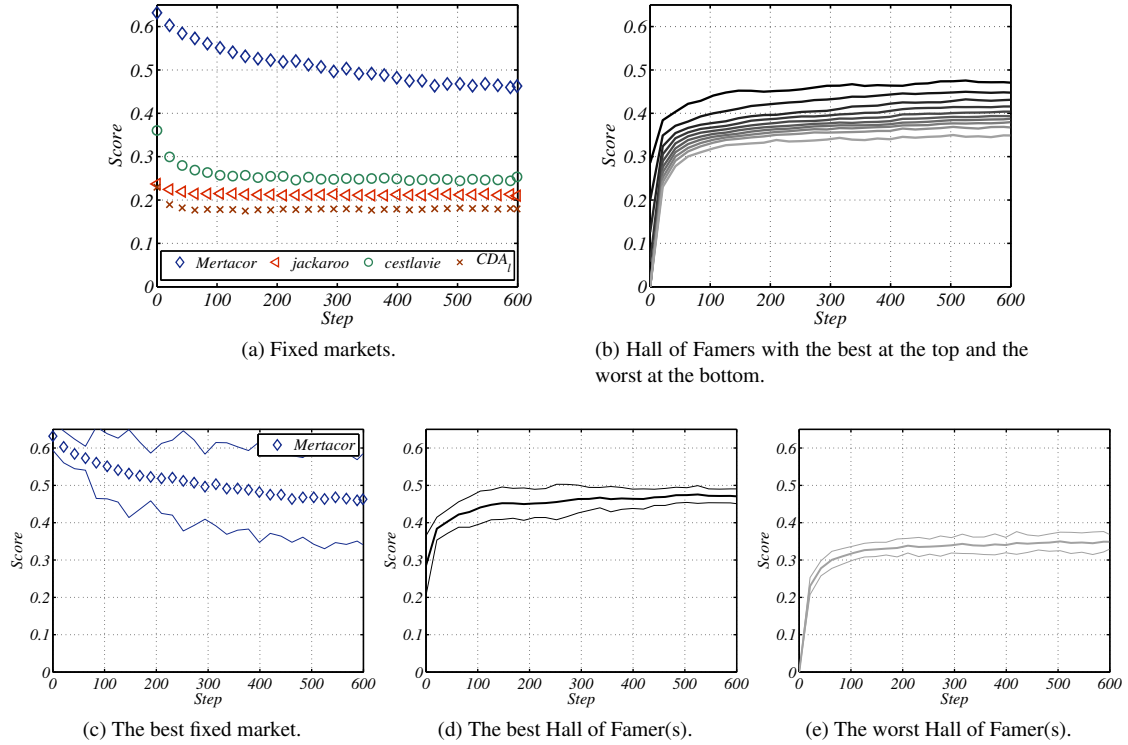 0.6
0.5
0.4
0.3
0.2
0.1
0
Score
Mertacor jackaroo cestlavie CDA_l
0 100 200 300 400 500 600
Step
(a) Fixed markets.
0.6
0.5
0.4
0.3
0.2
0.1
0
Score
0 100 200 300 400 500 600
Step
(b) Hall of Famers with the best at the top and the
worst at the bottom.
0.6
0.5
0.4
0.3
0.2
0.1
0
Score
Mertacor
0 100 200 300 400 500 600
Step
(c) The best fixed market.
0.6
0.5
0.4
0.3
0.2
0.1
0
Score
0 100 200 300 400 500 600
Step
(d) The best Hall of Famer(s).
0.6
0.5
0.4
0.3
0.2
0.1
0
Score
0 100 200 300 400 500 600
Step
(e) The worst Hall of Famer(s).